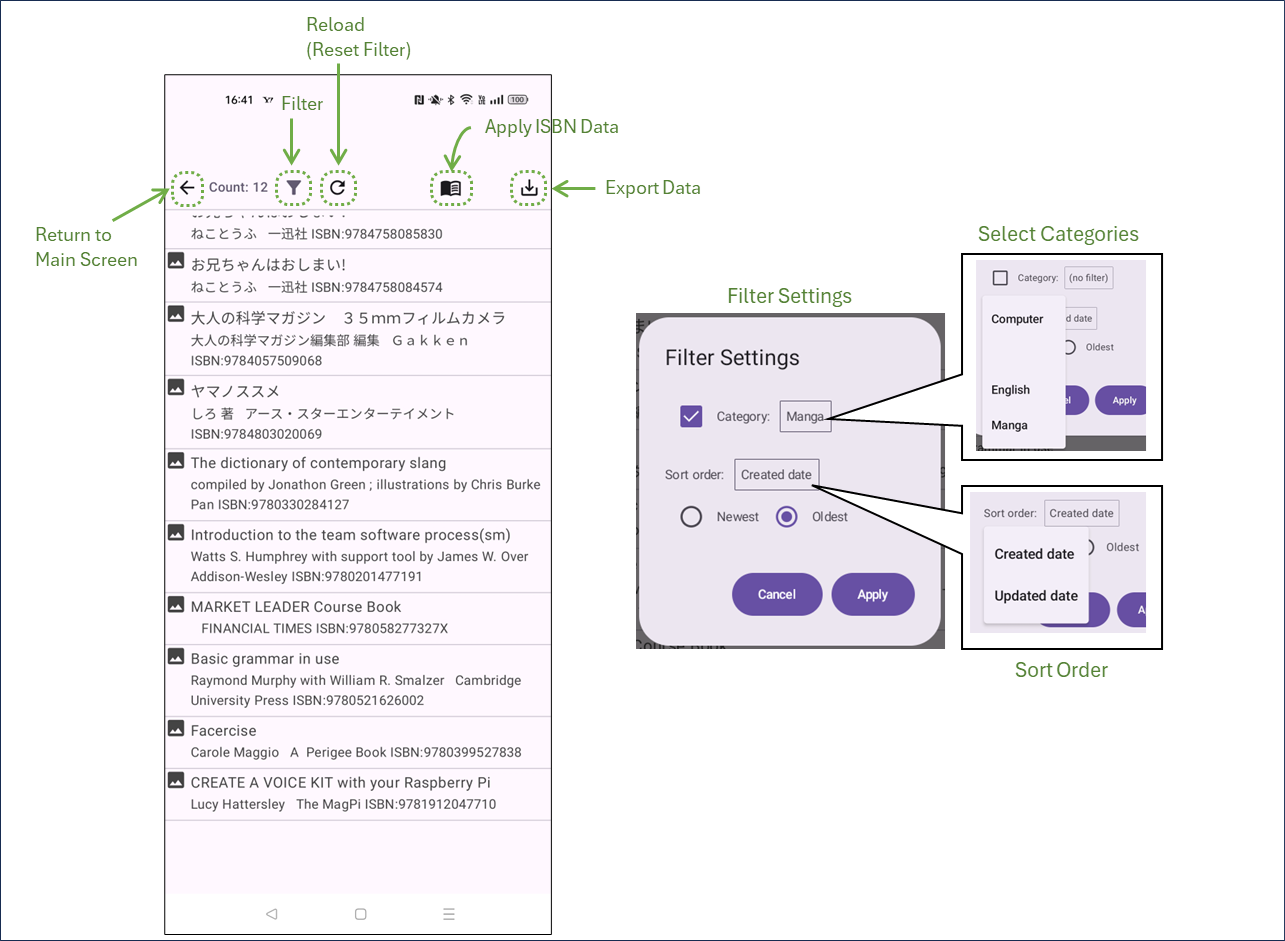 Reload
(Reset Filter)
16:41
Filter
100
Apply ISBN Data
Count: 12
Export Data
Return to
Main Screen
お兄ちゃんはおしまい!
ねことうふ 一迅社 ISBN:9784758085830
お兄ちゃんはおしまい!
ねことうふ 一迅社 ISBN:9784758084574
大人の科学マガジン　３５ｍｍフィルムカメラ
大人の科学マガジン編集部 編集 Ｇａｋｋｅｎ
ISBN:9784057509068
ヤマノススメ
しろ 著 アース・スターエンターテイメント
ISBN:9784803020069
The dictionary of contemporary slang
compiled by Jonathon Green ; illustrations by Chris Burke
Pan ISBN:9780330284127
Introduction to the team software process(sm)
Watts S. Humphrey with support tool by James W. Over
Addison-Wesley ISBN:9780201477191
MARKET LEADER Course Book
FINANCIAL TIMES ISBN:978058277327X
Basic grammar in use
Raymond Murphy with William R. Smalzer Cambridge
University Press ISBN:9780521626002
Facercise
Carole Maggio A Perigee Book ISBN:9780399527838
CREATE A VOICE KIT with your Raspberry Pi
Lucy Hattersley The MagPi ISBN:9781912047710
Filter Settings
Filter Settings
Category: Manga
Sort order: Created date
Newest Oldest
Cancel Apply
Select Categories
Category: (no filter)
Computer
d date
Oldest
English
el Apply
Manga
Sort order: Created date
Created date
Oldest
Updated date
A
Sort Order